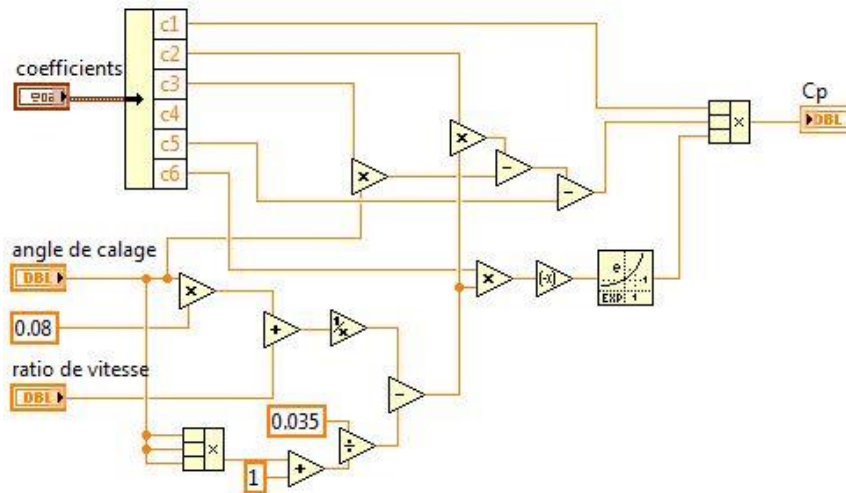 coefficients
c1
c2
c3
c4
c5
c6
Cp
DBL
angle de calage
DBL
0.08
ratio de vitesse
DBL
0.035
1
e
EXP 1